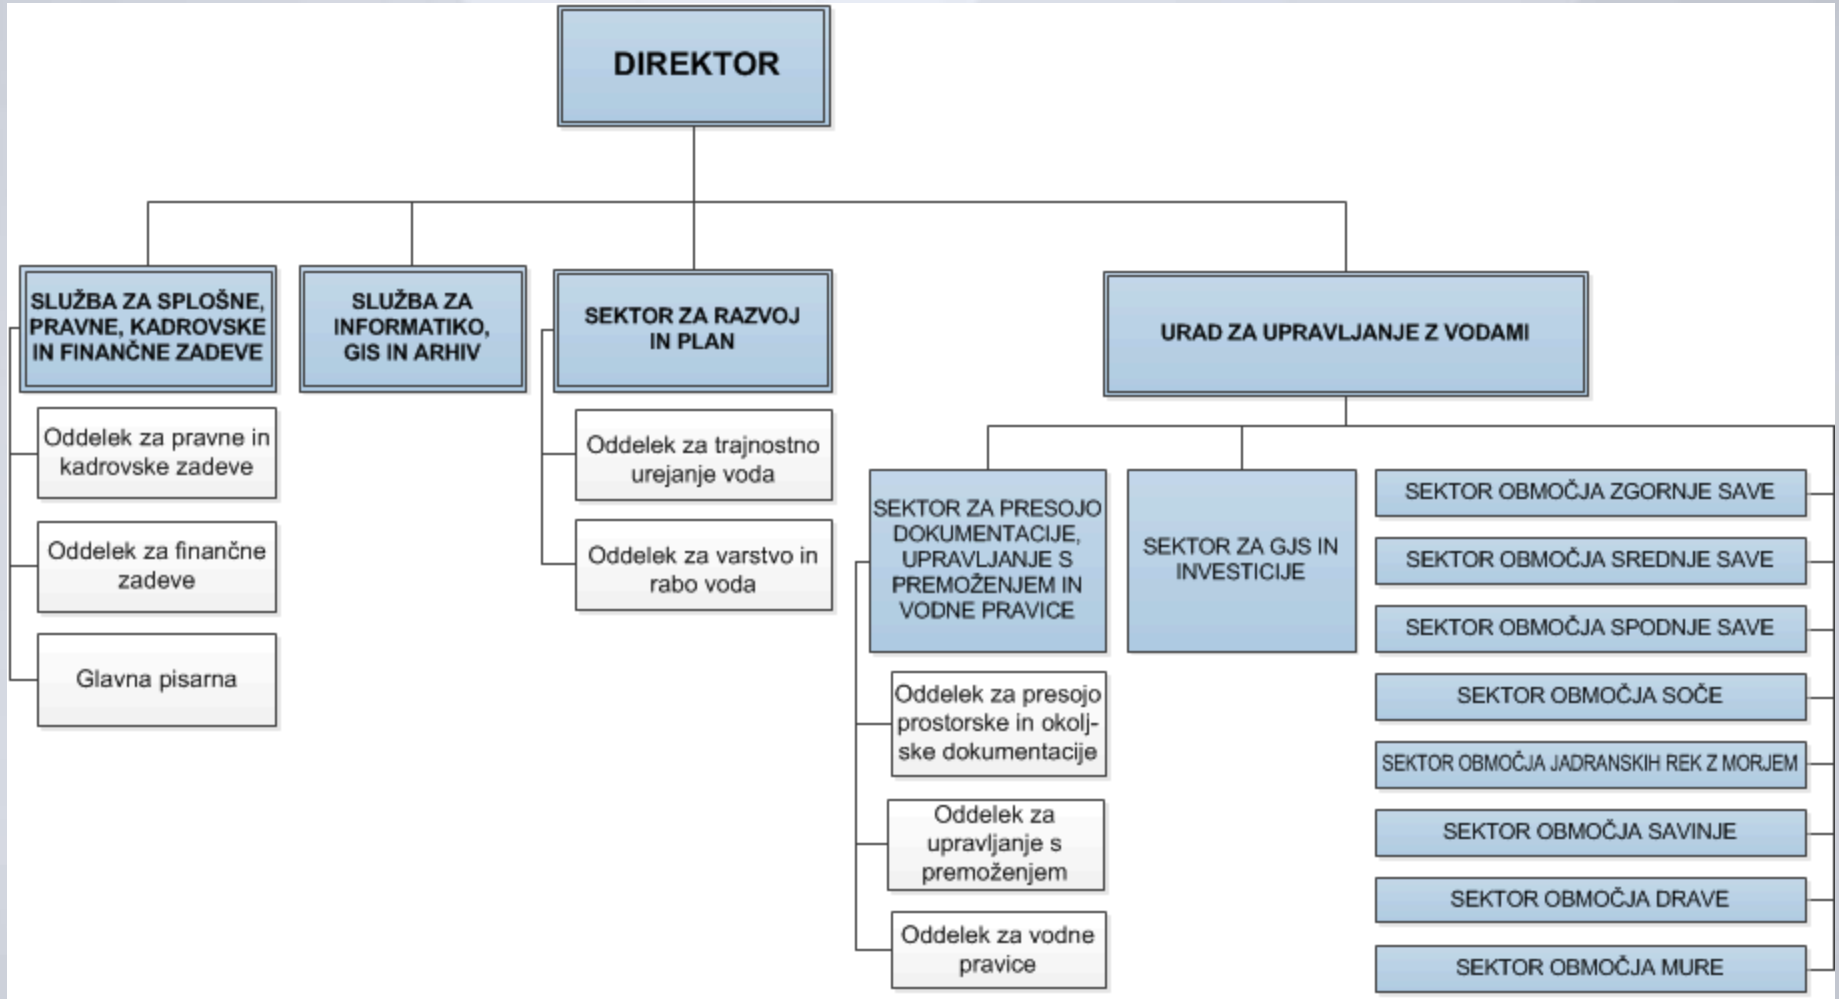 DIREKTOR
SLUŽBA ZA SPLOŠNE,
PRAVNE, KADROVSKE
IN FINANČNE ZADEVE
Oddelek za pravne in
kadrovske zadeve
Oddelek za finančne
zadeve
Glavna pisarna
SLUŽBA ZA
INFORMATIKO,
GIS IN ARHIV
SEKTOR ZA RAZVOJ
IN PLAN
Oddelek za trajnostno
urejanje voda
Oddelek za varstvo in
rabo voda
URAD ZA UPRAVLJANJE Z VODAMI
SEKTOR ZA PRESOJO
DOKUMENTACIJE,
UPRAVLJANJE S
PREMOŽENJEM IN
VODNE PRAVICE
Oddelek za presojo
prostorske in okolj-
ske dokumentacije
Oddelek za
upravljanje s
premoženjem
Oddelek za vodne
pravice
SEKTOR ZA GJS IN
INVESTICIJE
SEKTOR OBMOČJA ZGORNJE SAVE
SEKTOR OBMOČJA SREDNJE SAVE
SEKTOR OBMOČJA SPODNJE SAVE
SEKTOR OBMOČJA SOČE
SEKTOR OBMOČJA JADRANSKIH REK Z MORJEM
SEKTOR OBMOČJA SAVINJE
SEKTOR OBMOČJA DRAVE
SEKTOR OBMOČJA MURE